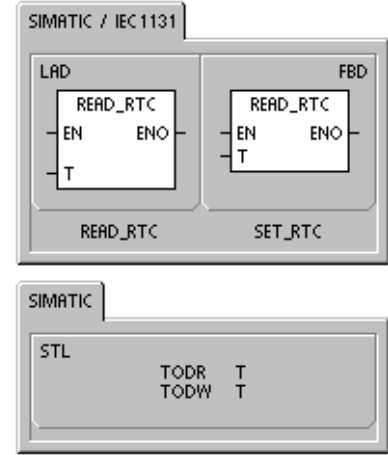 SIMATIC / IEC 1131
LAD FBD
READ_RTC READ_RTC
EN ENO EN ENO
T T
READ_RTC SET_RTC
SIMATIC
STL
TODR T
TODW T